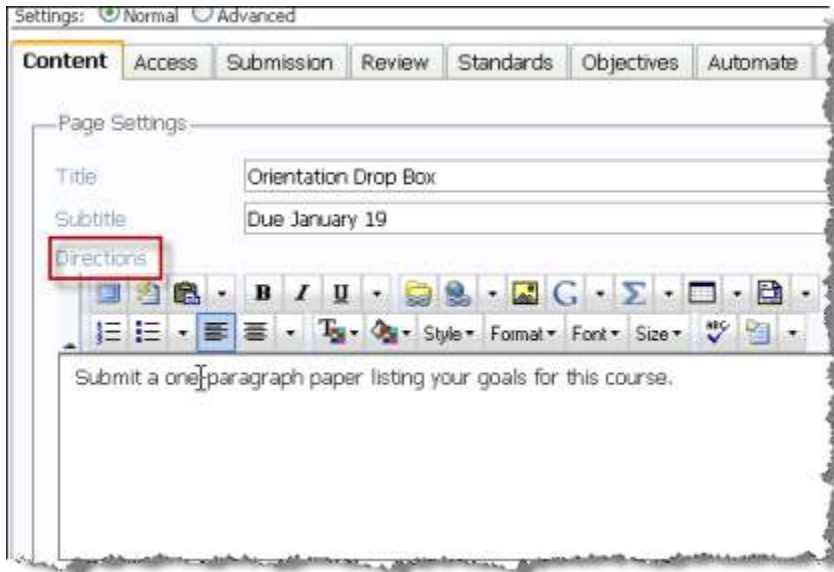 Settings: Normal Advanced
Content Access Submission Review Standards Objectives Automate
Page Settings
Title Orientation Drop Box
Subtitle Due January 19
Directions
B I U G Σ
T Style Format Font Size ABC
Submit a one-paragraph paper listing your goals for this course.